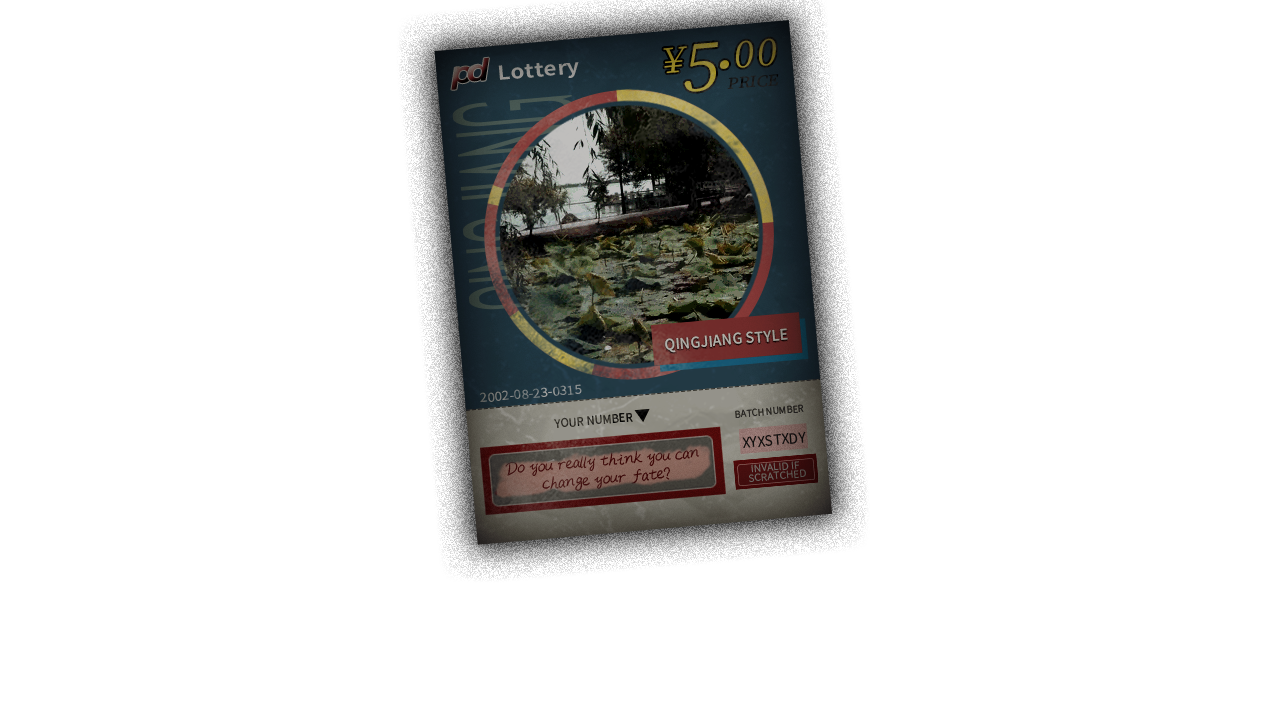 pd Lottery
¥5.00
PRICE
QINGJIANG
QINGJIANG STYLE
2002-08-23-0315
YOUR NUMBER▼
BATCH NUMBER
XYXSTXDY
Do you really think you can
change your fate?
INVALID IF
SCRATCHED